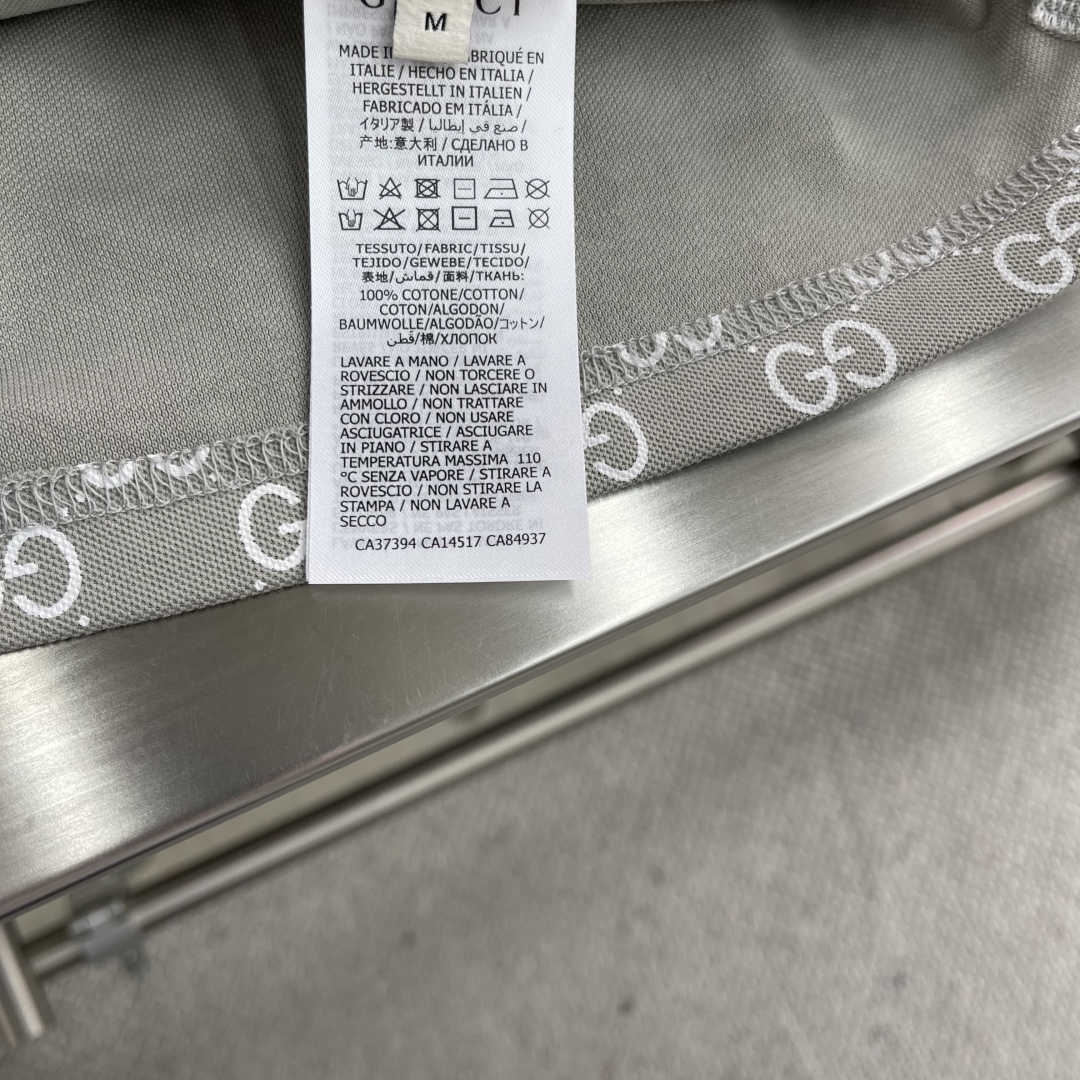 M
MADE I
BRIQUÉ EN
ITALIE / HECHO EN ITALIA /
HERGESTELLT IN ITALIEN /
FABRICADO EM ITÁLIA /
イタリア製 / صنع في إيطاليا /
产地:意大利 / СДЕЛАНО В
ИТАЛИИ
TESSUTO/FABRIC/TISSU/
TEJIDO/GEWEBE/TECIDO/
表地/قماش/面料/ТКАНЬ:
100% COTONE/COTTON/
COTON/ALGODON/
BAUMWOLLE/ALGODÃO/コットン/
قطن/棉/ХЛОПОК
LAVARE A MANO / LAVARE A
ROVESCIO / NON TORCERE O
STRIZZARE / NON LASCIARE IN
AMMOLLO / NON TRATTARE
CON CLORO / NON USARE
ASCIUGATRICE / ASCIUGARE
IN PIANO / STIRARE A
TEMPERATURA MASSIMA 110
°C SENZA VAPORE / STIRARE A
ROVESCIO / NON STIRARE LA
STAMPA / NON LAVARE A
SECCO
CA37394 CA14517 CA84937
GG
GG
G
G
G